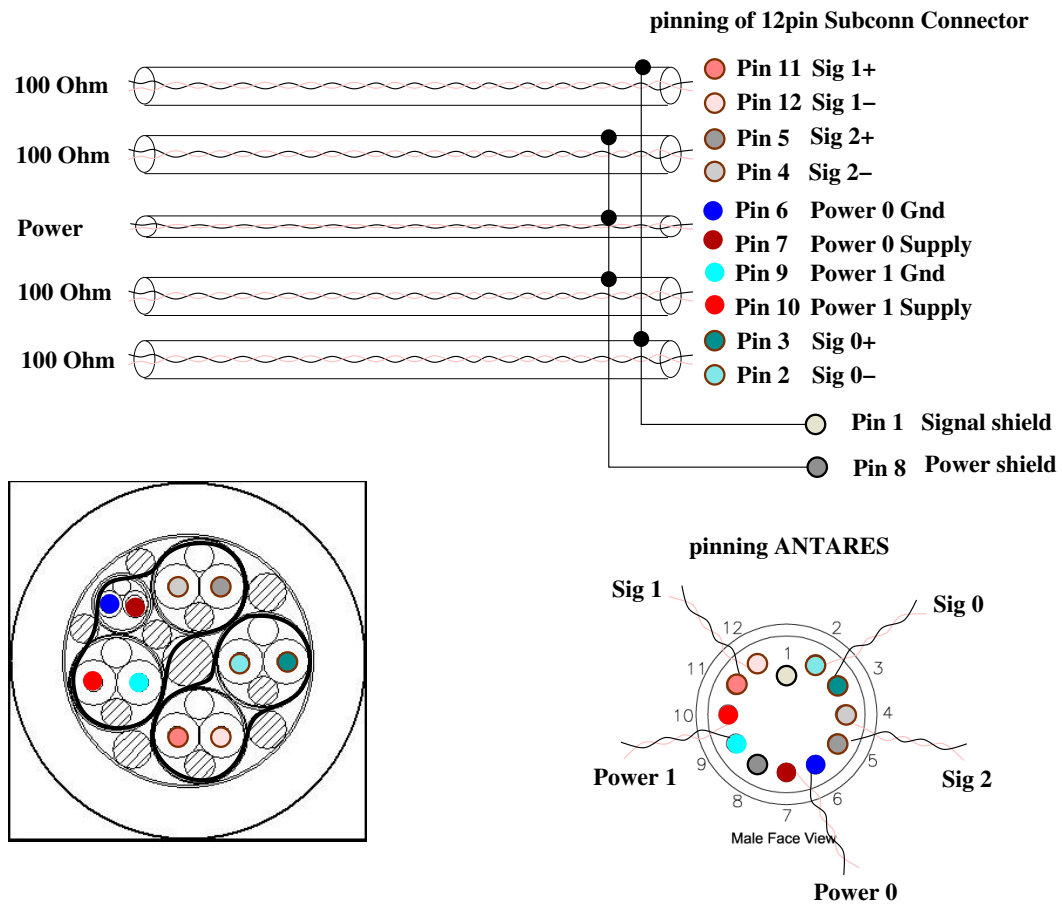 pinning of 12pin Subconn Connector
100 Ohm
Pin 11 Sig 1+
Pin 12 Sig 1−
100 Ohm
Pin 5 Sig 2+
Pin 4 Sig 2−
Power
Pin 6 Power 0 Gnd
Pin 7 Power 0 Supply
Pin 9 Power 1 Gnd
100 Ohm
Pin 10 Power 1 Supply
Pin 3 Sig 0+
100 Ohm
Pin 2 Sig 0−
Pin 1 Signal shield
Pin 8 Power shield
pinning ANTARES
Sig 1
Sig 0
12
2
1
11
3
10
4
9
5
Power 1
Sig 2
8
6
7
Male Face View
Power 0